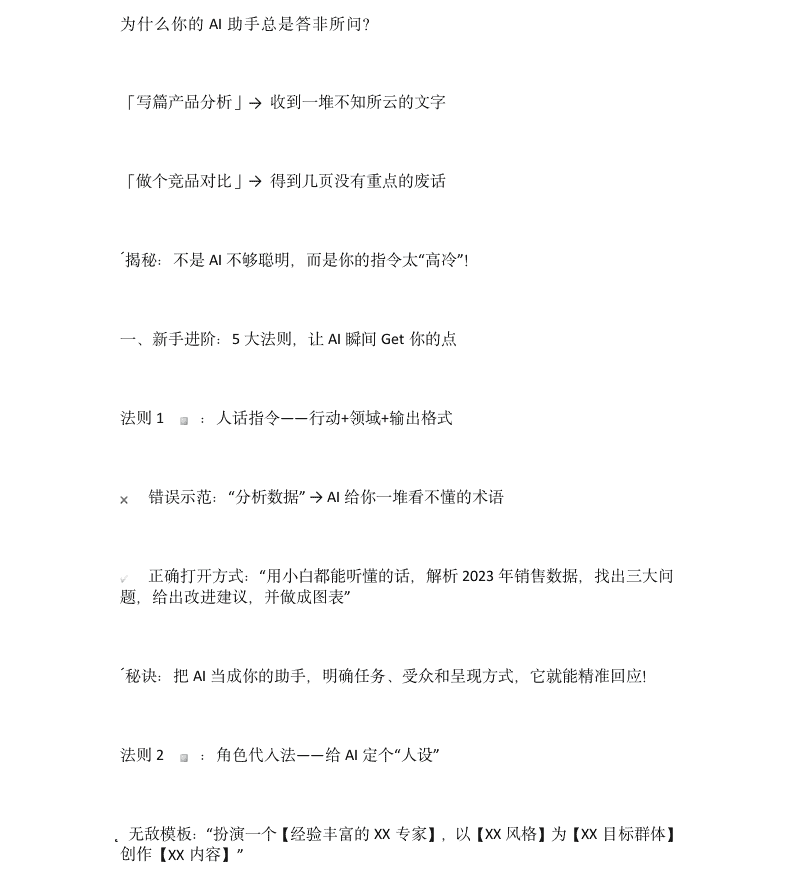 为什么你的 AI 助手总是答非所问？
「写篇产品分析」→ 收到一堆不知所云的文字
「做个竞品对比」→ 得到几页没有重点的废话
´揭秘：不是 AI 不够聪明，而是你的指令太“高冷”！
一、新手进阶：5 大法则，让 AI 瞬间 Get 你的点
法则 1 ：人话指令——行动+领域+输出格式
× 错误示范：“分析数据” → AI 给你一堆看不懂的术语
✓ 正确打开方式：“用小白都能听懂的话，解析 2023 年销售数据，找出三大问
题，给出改进建议，并做成图表”
´秘诀：把 AI 当成你的助手，明确任务、受众和呈现方式，它就能精准回应！
法则 2 ：角色代入法——给 AI 定个“人设”
无敌模板：“扮演一个【经验丰富的 XX 专家】，以【XX 风格】为【XX 目标群体】
创作【XX 内容】”